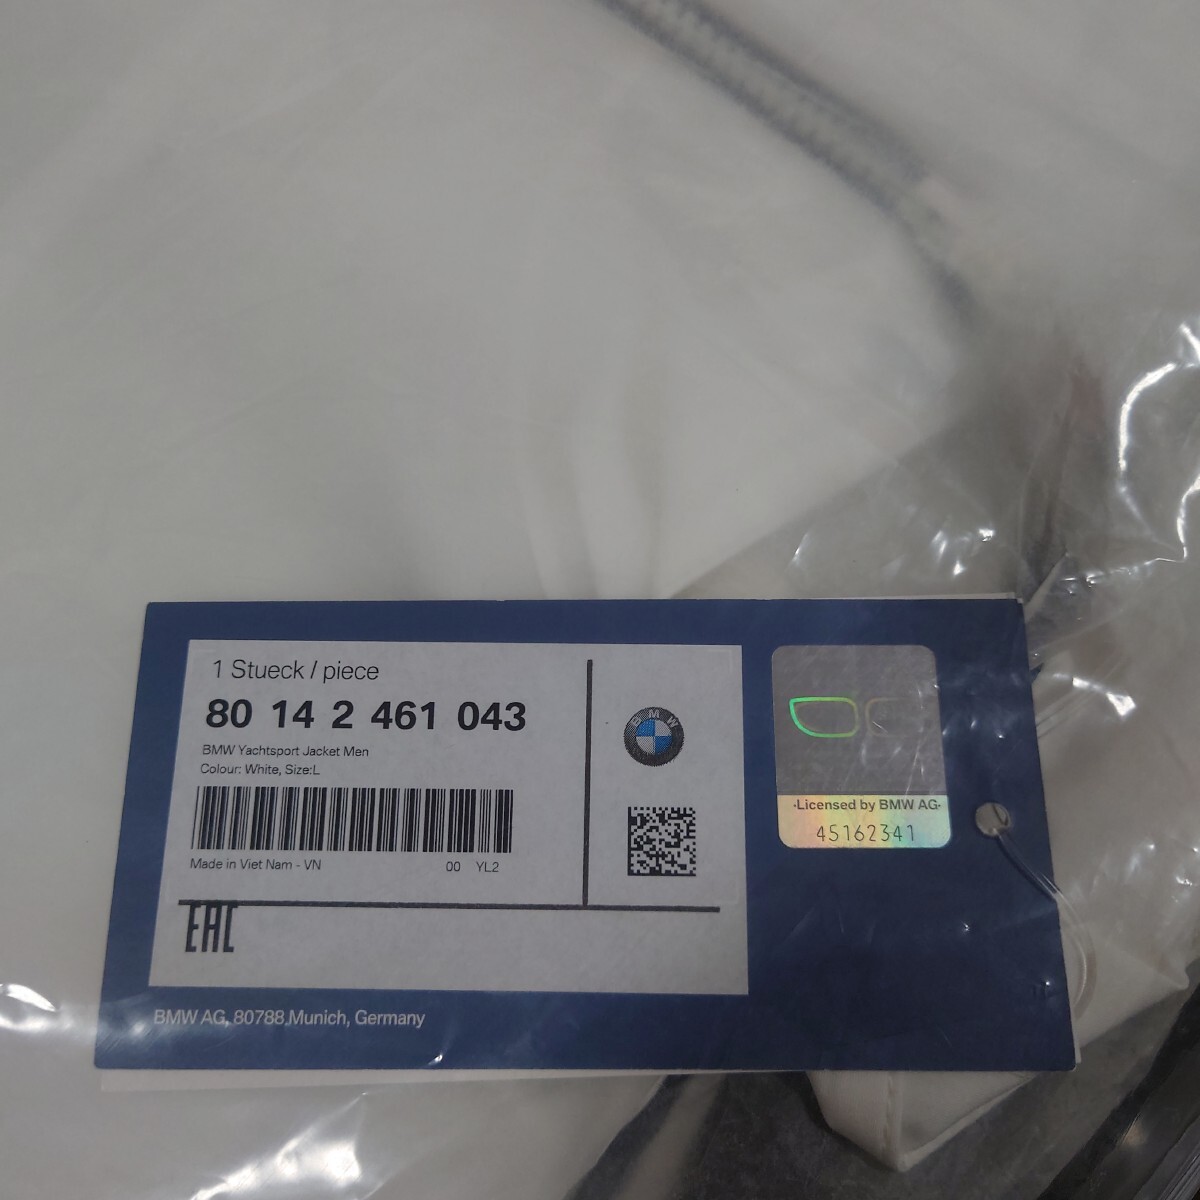 1 Stueck / piece
80 14 2 461 043
BMW Yachtsport Jacket Men
Colour: White, Size:L
Made in Viet Nam - VN 00 YL2
EAC
BMW
Licensed by BMW AG
45162341
BMW AG, 80788 Munich, Germany